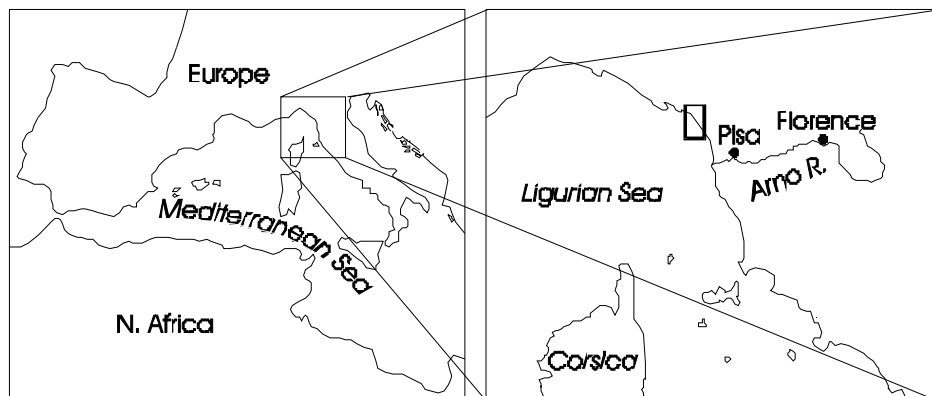 Europe
Mediterranean Sea
N. Africa
Florence
Pisa
Arno R.
Ligurian Sea
Corsica